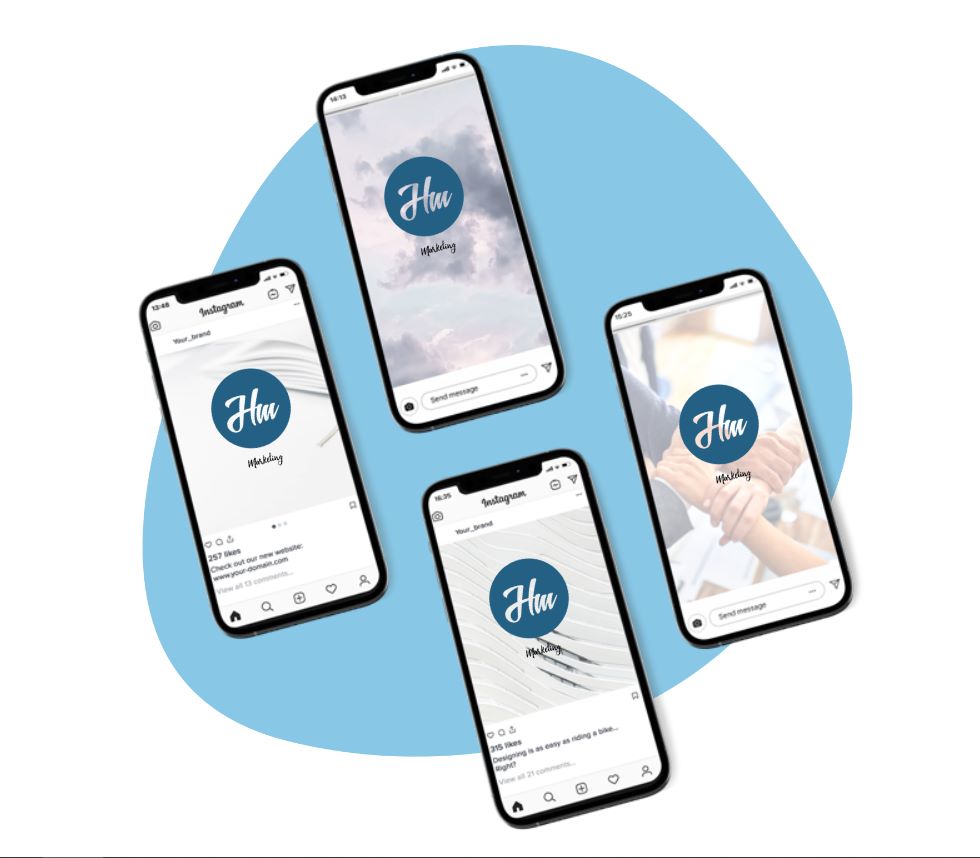 16:13
Hm
Marketing
Send message
13:46
Instagram
Your_brand
Hm
Marketing
257 likes
Check out our new website:
www.your-domain.com
View all 13 comments...
15:25
Hm
Marketing
Send message
16:35
Instagram
Your_brand
Hm
Marketing
315 likes
Designing is as easy as riding a bike...
Right?
View all 21 comments...